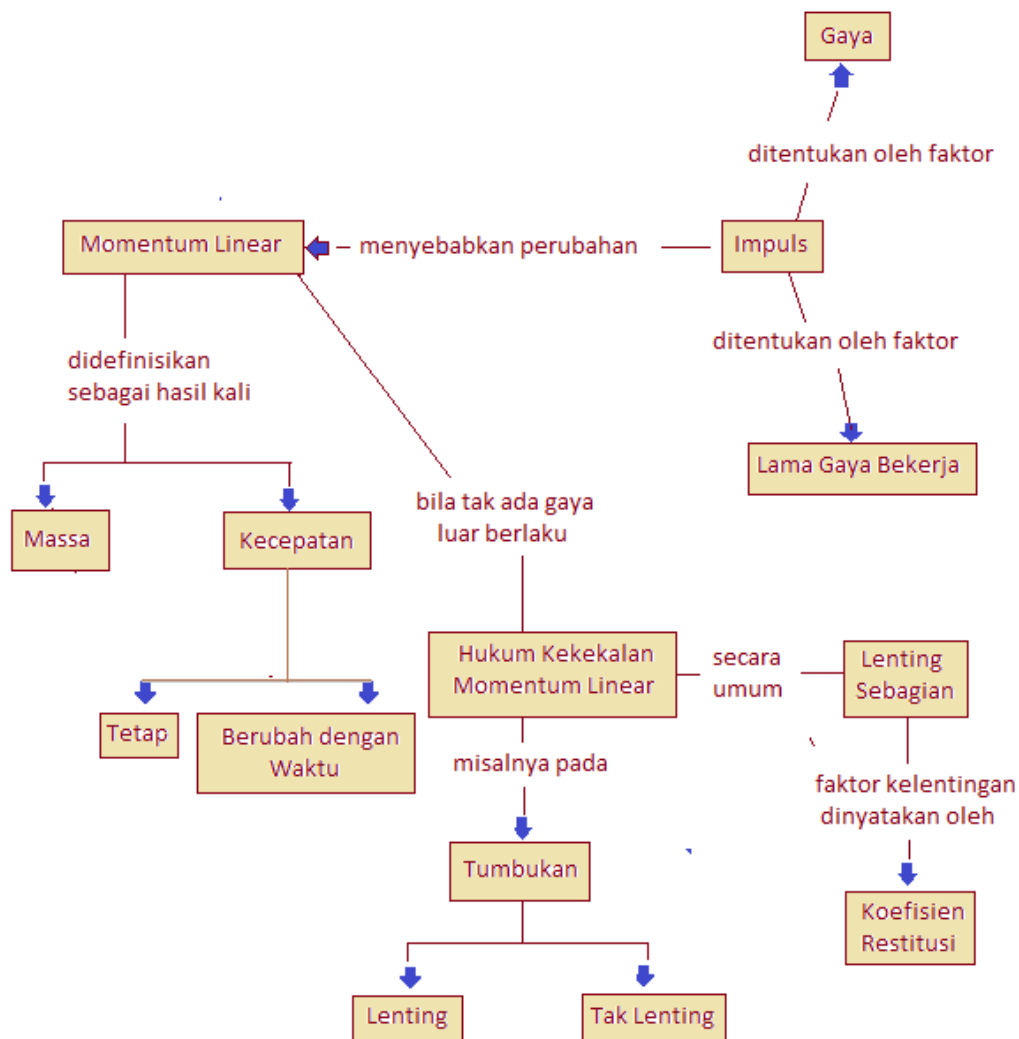 Gaya
ditentukan oleh faktor
Momentum Linear
menyebabkan perubahan
Impuls
didefinisikan
sebagai hasil kali
ditentukan oleh faktor
Lama Gaya Bekerja
Massa
Kecepatan
bila tak ada gaya
luar berlaku
Hukum Kekekalan
Momentum Linear
secara
umum
Lenting
Sebagian
Tetap
Berubah dengan
Waktu
misalnya pada
faktor kelentingan
dinyatakan oleh
Tumbukan
Koefisien
Restitusi
Lenting
Tak Lenting